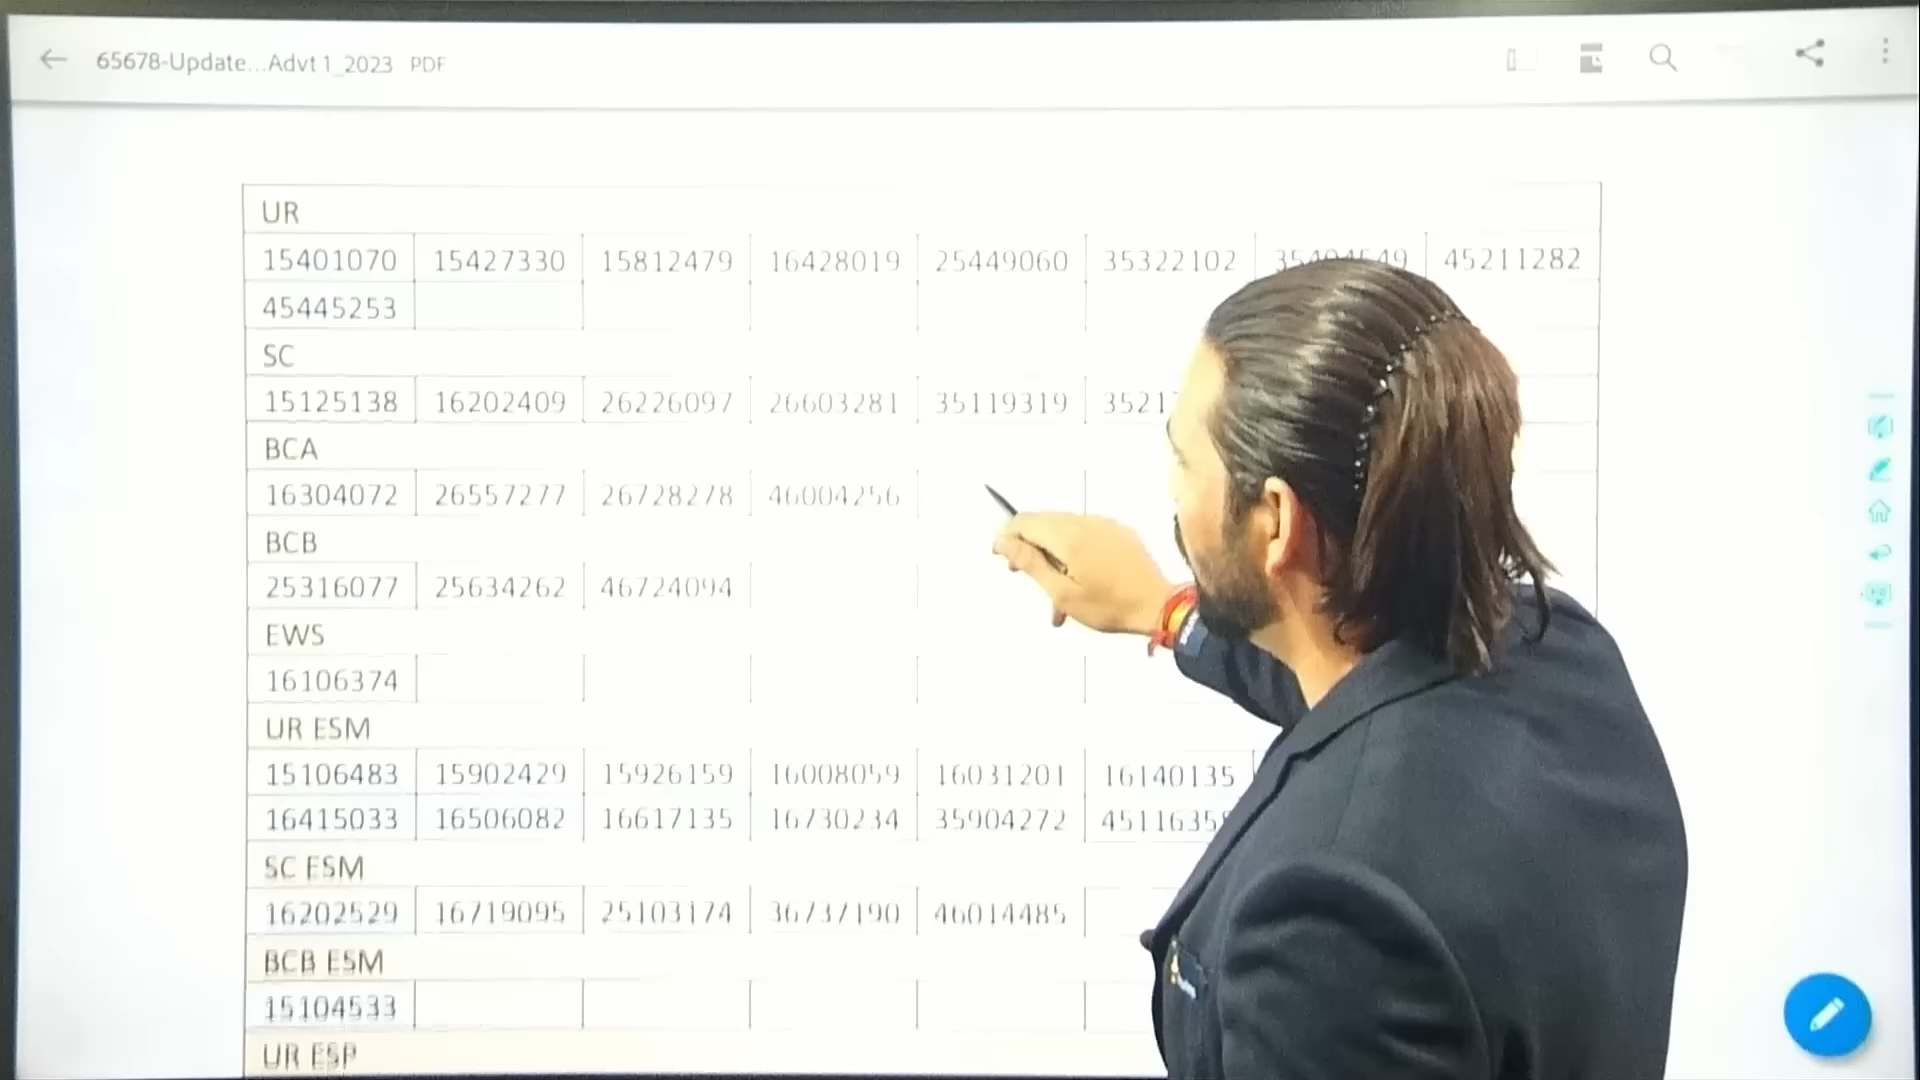 65678-Update...Advt 1_2023 PDF
UR
15401070 15427330 15812479 16428019 25449060 35322102 45211282
45445253
SC
15125138 16202409 26226097 26603281 35119319
BCA
16304072 26557277 26728278 46004256
BCB
25316077 25634262 46724094
EWS
16106374
UR ESM
15106483 15902429 15926159 16008059 16031201 16140135
16415033 16506082 16617135 16730234 35904272
SC ESM
16202529 16719095 25103174 36737190 46014485
BCB ESM
15104533
UR ESP